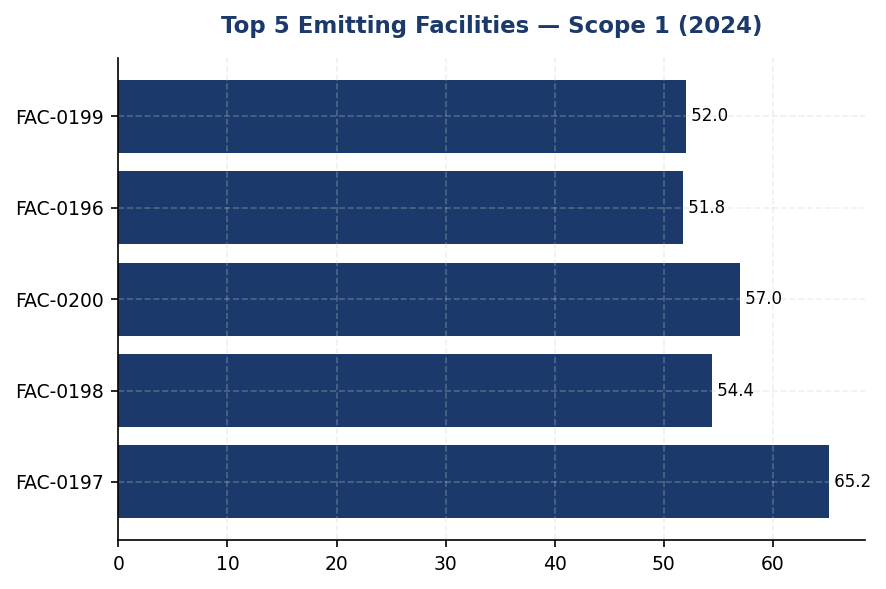 Top 5 Emitting Facilities — Scope 1 (2024)
FAC-0199 52.0
FAC-0196 51.8
FAC-0200 57.0
FAC-0198 54.4
FAC-0197 65.2
0 10 20 30 40 50 60